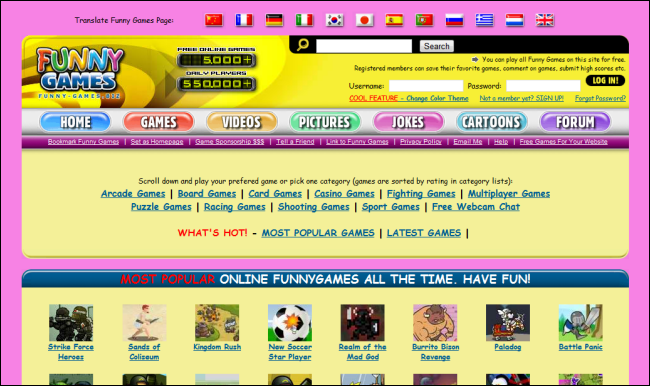 Translate Funny Games Page:
FUNNY
GAMES
FUNNY-GAMES.BIZ
FREE ONLINE GAMES
5,000+
DAILY PLAYERS
550,000+
Search
You can play all Funny Games on this site for free.
Registered members can save their favorite games, comment on games, submit high scores etc.
Username: Password: LOG IN!
COOL FEATURE - Change Color Theme Not a member yet? SIGN UP! Forgot Password?
HOME GAMES VIDEOS PICTURES JOKES CARTOONS FORUM
Bookmark Funny Games | Set as Homepage | Game Sponsorship $$$ | Tell a Friend | Link to Funny Games | Privacy Policy | Email Me | Help | Free Games For Your Website
Scroll down and play your prefered game or pick one category (games are sorted by rating in category lists):
Arcade Games | Board Games | Card Games | Casino Games | Fighting Games | Multiplayer Games
Puzzle Games | Racing Games | Shooting Games | Sport Games | Free Webcam Chat
WHAT'S HOT! - MOST POPULAR GAMES | LATEST GAMES |
MOST POPULAR ONLINE FUNNYGAMES ALL THE TIME. HAVE FUN!
Strike Force Heroes
Sands of Coliseum
Kingdom Rush
New Soccer Star Player
Realm of the Mad God
Burrito Bison Revenge
Paladog
Battle Panic